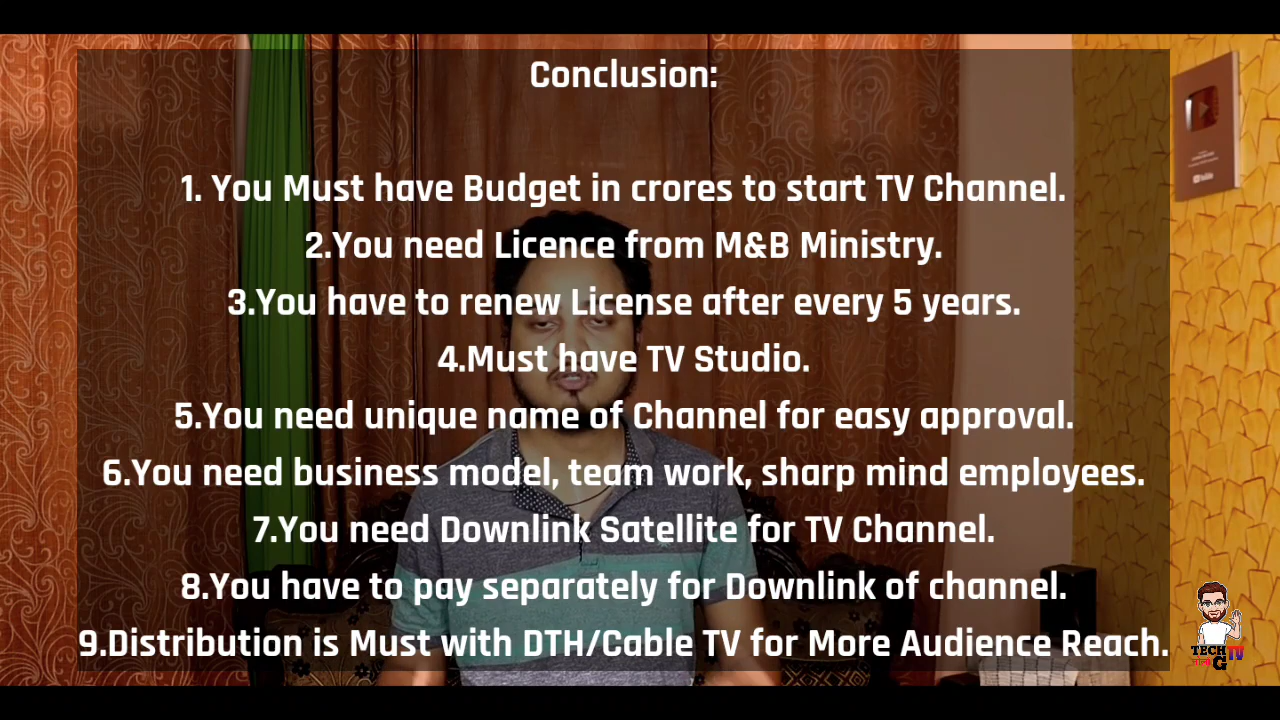 Conclusion:
1. You Must have Budget in crores to start TV Channel.
2.You need Licence from M&B Ministry.
3.You have to renew License after every 5 years.
4.Must have TV Studio.
5.You need unique name of Channel for easy approval.
6.You need business model, team work, sharp mind employees.
7.You need Downlink Satellite for TV Channel.
8.You have to pay separately for Downlink of channel.
9.Distribution is Must with DTH/Cable TV for More Audience Reach.
TECH TV
G